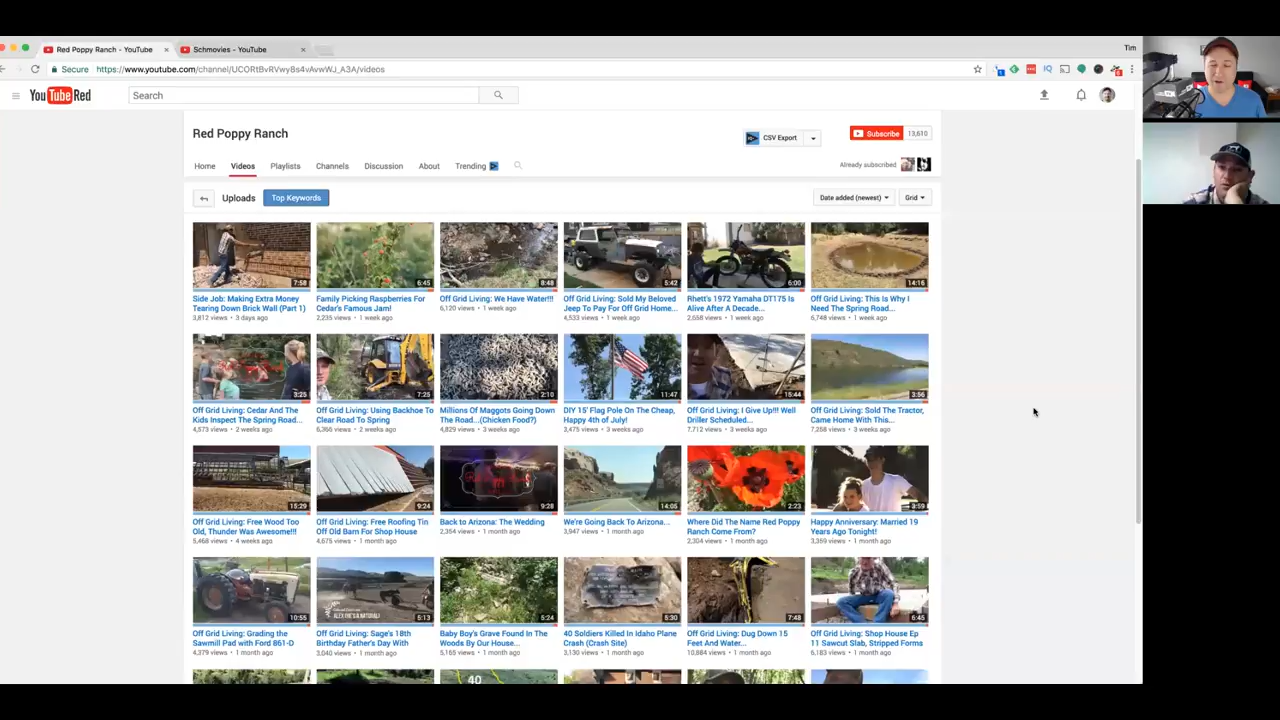 Red Poppy Ranch - YouTube
Schmovies - YouTube
Tim
Secure https://www.youtube.com/channel/UCORtBvRVwy8s4vAvwWJ_A3A/videos
YouTube Red
Search
Red Poppy Ranch
CSV Export
Subscribe 13,610
Home Videos Playlists Channels Discussion About Trending
Already subscribed
Uploads Top Keywords
Date added (newest) Grid
7:58 6:45 8:48 5:42 6:00 14:16
Side Job: Making Extra Money
Tearing Down Brick Wall (Part 1)
3,812 views • 3 days ago
Family Picking Raspberries For
Cedar's Famous Jam!
2,235 views • 1 week ago
Off Grid Living: We Have Water!!!
6,120 views • 1 week ago
Off Grid Living: Sold My Beloved
Jeep To Pay For Off Grid Home...
4,533 views • 1 week ago
Rhett's 1972 Yamaha DT175 Is
Alive After A Decade...
2,658 views • 1 week ago
Off Grid Living: This Is Why I
Need The Spring Road...
6,748 views • 1 week ago
3:25 7:25 2:10 11:47 15:44 3:56
Off Grid Living: Cedar And The
Kids Inspect The Spring Road...
4,573 views • 2 weeks ago
Off Grid Living: Using Backhoe To
Clear Road To Spring
6,366 views • 2 weeks ago
Millions Of Maggots Going Down
The Road...(Chicken Food?)
4,829 views • 3 weeks ago
DIY 15' Flag Pole On The Cheap,
Happy 4th of July!
3,475 views • 3 weeks ago
Off Grid Living: I Give Up!!! Well
Driller Scheduled...
7,712 views • 3 weeks ago
Off Grid Living: Sold The Tractor,
Came Home With This...
7,258 views • 3 weeks ago
15:29 9:24 9:28 14:05 2:23 3:59
Off Grid Living: Free Wood Too
Old, Thunder Was Awesome!!!
5,468 views • 4 weeks ago
Off Grid Living: Free Roofing Tin
Off Old Barn For Shop House
4,675 views • 1 month ago
Back to Arizona: The Wedding
2,354 views • 1 month ago
We're Going Back To Arizona...
3,947 views • 1 month ago
Where Did The Name Red Poppy
Ranch Come From?
2,304 views • 1 month ago
Happy Anniversary: Married 19
Years Ago Tonight!
3,359 views • 1 month ago
10:55 5:13 5:24 5:30 7:48 6:45
Off Grid Living: Grading the
Sawmill Pad with Ford 861-D
4,379 views • 1 month ago
Off Grid Living: Sage's 18th
Birthday Father's Day With
3,040 views • 1 month ago
Baby Boy's Grave Found In The
Woods By Our House...
5,165 views • 1 month ago
40 Soldiers Killed In Idaho Plane
Crash (Crash Site)
3,130 views • 1 month ago
Off Grid Living: Dug Down 15
Feet And Water...
10,884 views • 1 month ago
Off Grid Living: Shop House Ep
11 Sawcut Slab, Stripped Forms
6,183 views • 1 month ago
40